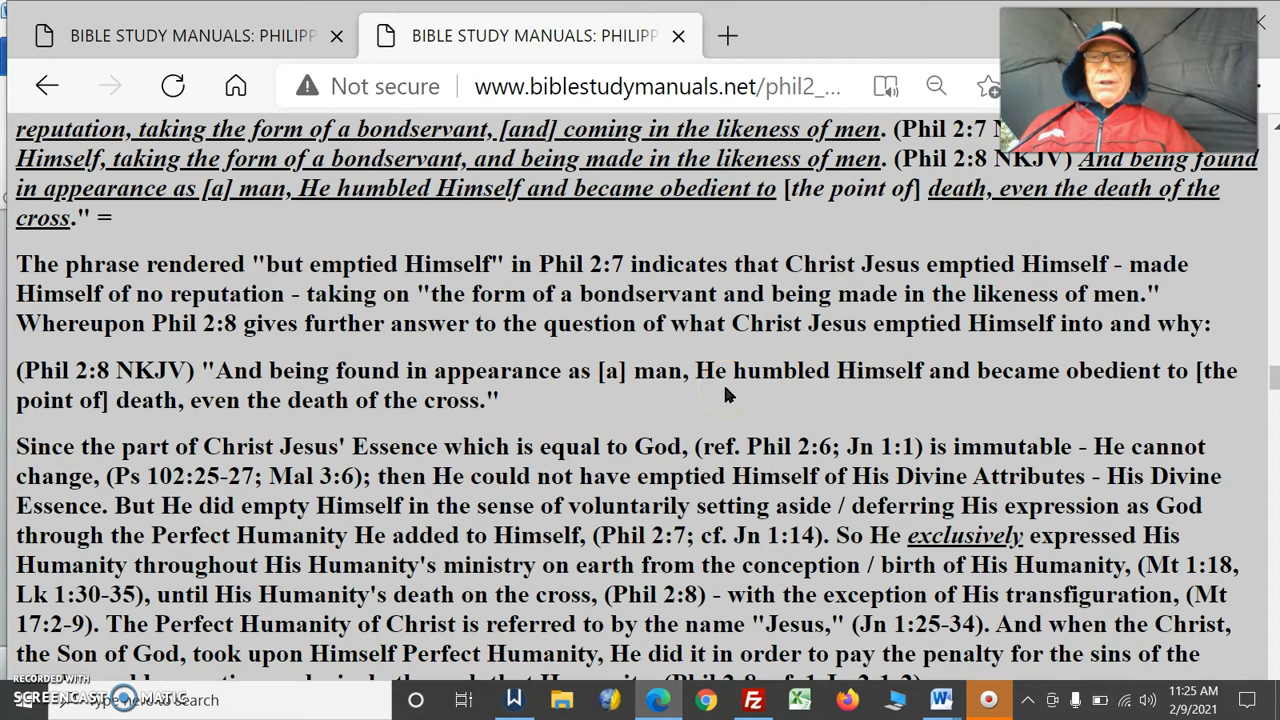 BIBLE STUDY MANUALS: PHILIPP
BIBLE STUDY MANUALS: PHILIPP
Not secure
www.biblestudymanuals.net/phil2_...
reputation, taking the form of a bondservant, [and] coming in the likeness of men. (Phil 2:7
Himself, taking the form of a bondservant, and being made in the likeness of men. (Phil 2:8 NKJV) And being found
in appearance as [a] man, He humbled Himself and became obedient to [the point of] death, even the death of the
cross." =
The phrase rendered "but emptied Himself" in Phil 2:7 indicates that Christ Jesus emptied Himself - made
Himself of no reputation - taking on "the form of a bondservant and being made in the likeness of men."
Whereupon Phil 2:8 gives further answer to the question of what Christ Jesus emptied Himself into and why:
(Phil 2:8 NKJV) "And being found in appearance as [a] man, He humbled Himself and became obedient to [the
point of] death, even the death of the cross."
Since the part of Christ Jesus' Essence which is equal to God, (ref. Phil 2:6; Jn 1:1) is immutable - He cannot
change, (Ps 102:25-27; Mal 3:6); then He could not have emptied Himself of His Divine Attributes - His Divine
Essence. But He did empty Himself in the sense of voluntarily setting aside / deferring His expression as God
through the Perfect Humanity He added to Himself, (Phil 2:7; cf. Jn 1:14). So He exclusively expressed His
Humanity throughout His Humanity's ministry on earth from the conception / birth of His Humanity, (Mt 1:18,
Lk 1:30-35), until His Humanity's death on the cross, (Phil 2:8) - with the exception of His transfiguration, (Mt
17:2-9). The Perfect Humanity of Christ is referred to by the name "Jesus," (Jn 1:25-34). And when the Christ,
the Son of God, took upon Himself Perfect Humanity, He did it in order to pay the penalty for the sins of the
RECORDED WITH
SCREENCAST MATIC
Type here to search
11:25 AM
2/9/2021